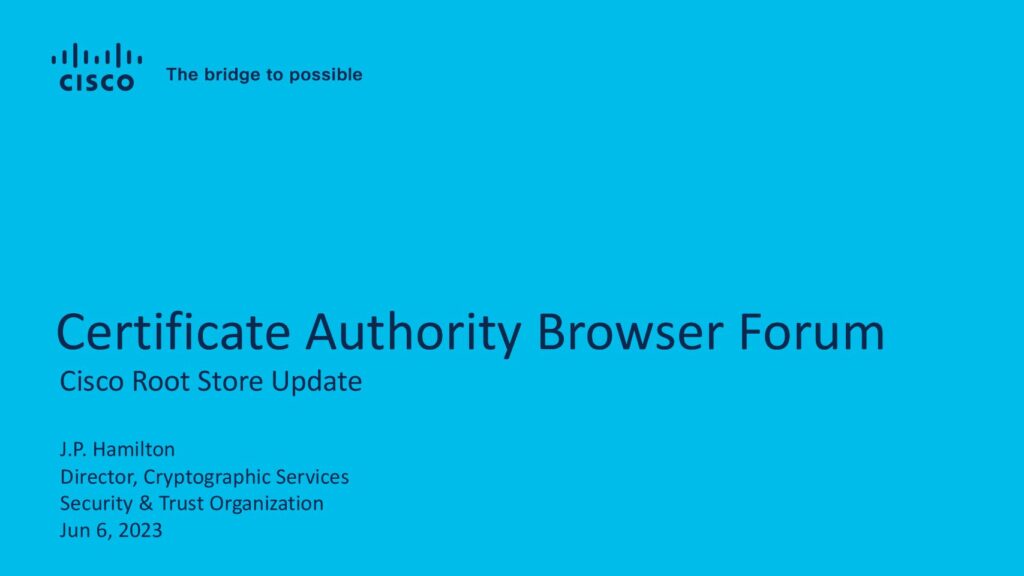 CISCO The bridge to possible
Certificate Authority Browser Forum
Cisco Root Store Update
J.P. Hamilton
Director, Cryptographic Services
Security & Trust Organization
Jun 6, 2023